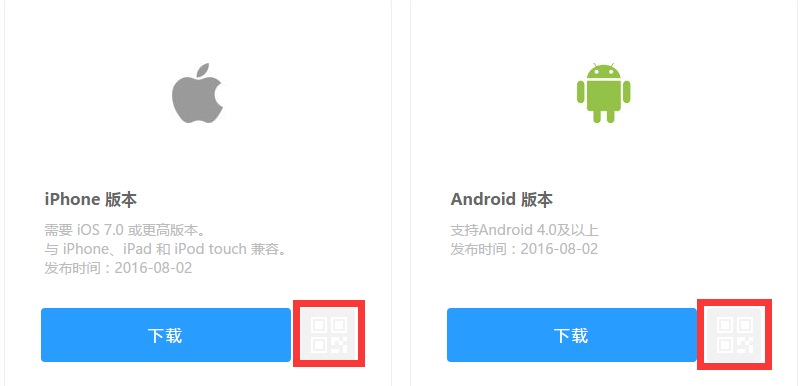 iPhone 版本
需要 iOS 7.0 或更高版本。
与 iPhone、iPad 和 iPod touch 兼容。
发布时间：2016-08-02
下载
Android 版本
支持Android 4.0及以上
发布时间：2016-08-02
下载